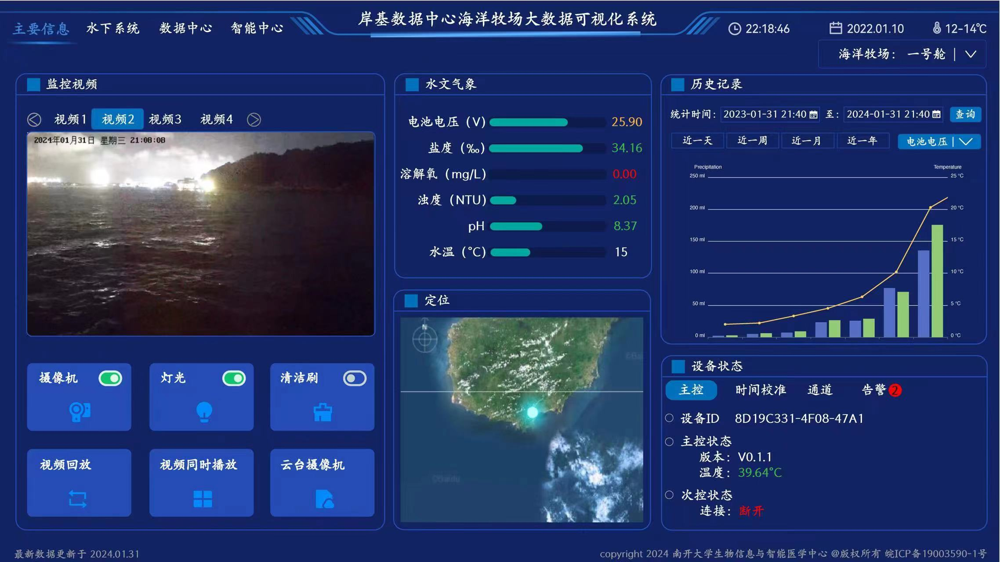 岸基数据中心海洋牧场大数据可视化系统
主要信息 水下系统 数据中心 智能中心
22:18:46 2022.01.10 12-14℃
海洋牧场： 一号舱
监控视频
视频1 视频2 视频3 视频4
2024年01月31日 星期三 21:08:08
摄像机 灯光 清洁刷
视频回放 视频同时播放 云台摄像机
水文气象
电池电压（V） 25.90
盐度（‰） 34.16
溶解氧（mg/L） 0.00
浊度（NTU） 2.05
pH 8.37
水温（°C） 15
定位
N
©Baidu
历史记录
统计时间： 2023-01-31 21:40 至： 2024-01-31 21:40 查询
近一天 近一周 近一月 近一年 电池电压
Precipitation Temperature
250 ml 25 °C
200 ml 20 °C
150 ml 15 °C
100 ml 10 °C
50 ml 5 °C
0 ml 0 °C
设备状态
主控 时间校准 通道 告警 2
设备ID 8D19C331-4F08-47A1
主控状态
版本： V0.1.1
温度： 39.64°C
次控状态
连接： 断开
最新数据更新于 2024.01.31
copyright 2024 南开大学生物信息与智能医学中心 @版权所有 皖ICP备19003590-1号